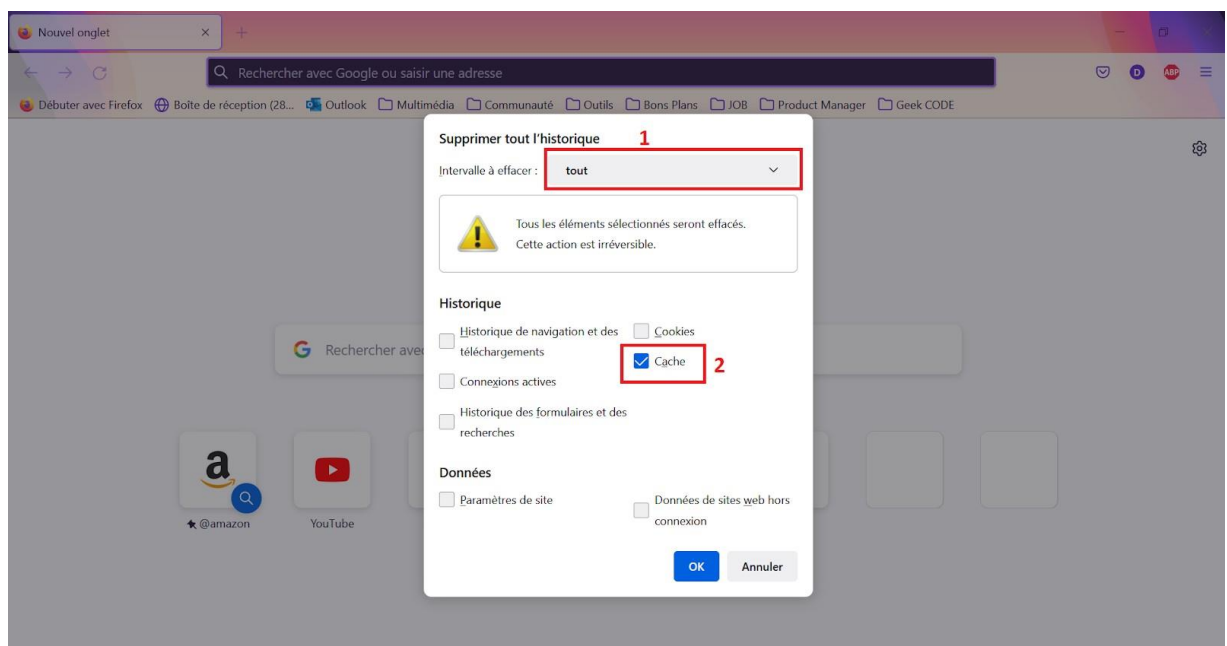 Nouvel onglet
Rechercher avec Google ou saisir une adresse
D
ABP
Débuter avec Firefox Boîte de réception (28... Outlook Multimédia Communauté Outils Bons Plans JOB Product Manager Geek CODE
Supprimer tout l'historique 1
Intervalle à effacer : tout
Tous les éléments sélectionnés seront effacés.
Cette action est irréversible.
Historique
Historique de navigation et des
téléchargements
Cookies
Cache 2
Connexions actives
Historique des formulaires et des
recherches
Données
Paramètres de site
Données de sites web hors
connexion
OK Annuler
Rechercher ave
@amazon
YouTube